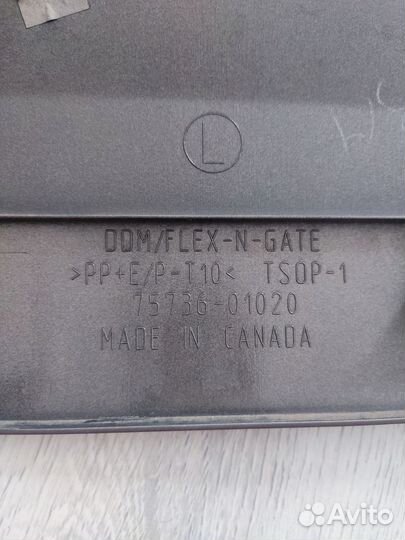 L
DDM/FLEX-N-GATE
>PP+E/P-T10< TSOP-1
75736-01020
MADE IN CANADA
Avito